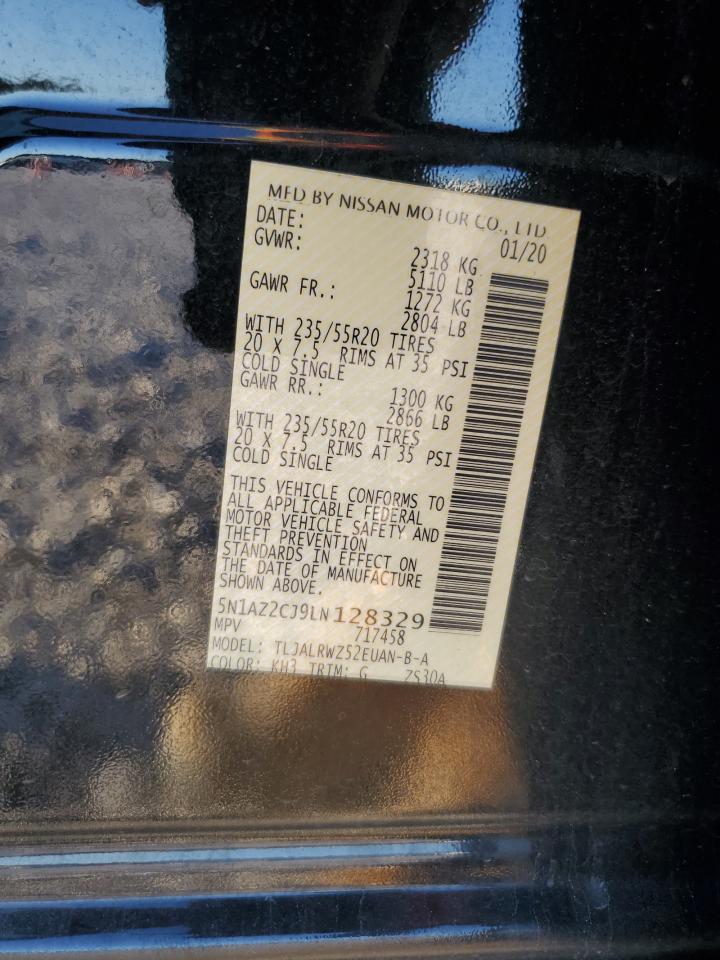 MFD BY NISSAN MOTOR CO., LTD
DATE: 01/20
GVWR: 2318 KG
5110 LB
GAWR FR.: 1272 KG
2804 LB
WITH 235/55R20 TIRES
20 X 7.5 RIMS AT 35 PSI
COLD SINGLE
GAWR RR.: 1300 KG
2866 LB
WITH 235/55R20 TIRES
20 X 7.5 RIMS AT 35 PSI
COLD SINGLE
THIS VEHICLE CONFORMS TO
ALL APPLICABLE FEDERAL
MOTOR VEHICLE SAFETY AND
THEFT PREVENTION
STANDARDS IN EFFECT ON
THE DATE OF MANUFACTURE
SHOWN ABOVE.
5N1AZ2CJ9LN128329
MPV 717458
MODEL: TLJALRWZ52EUAN-B-A
COLOR: KH3 TRIM: G Z530A